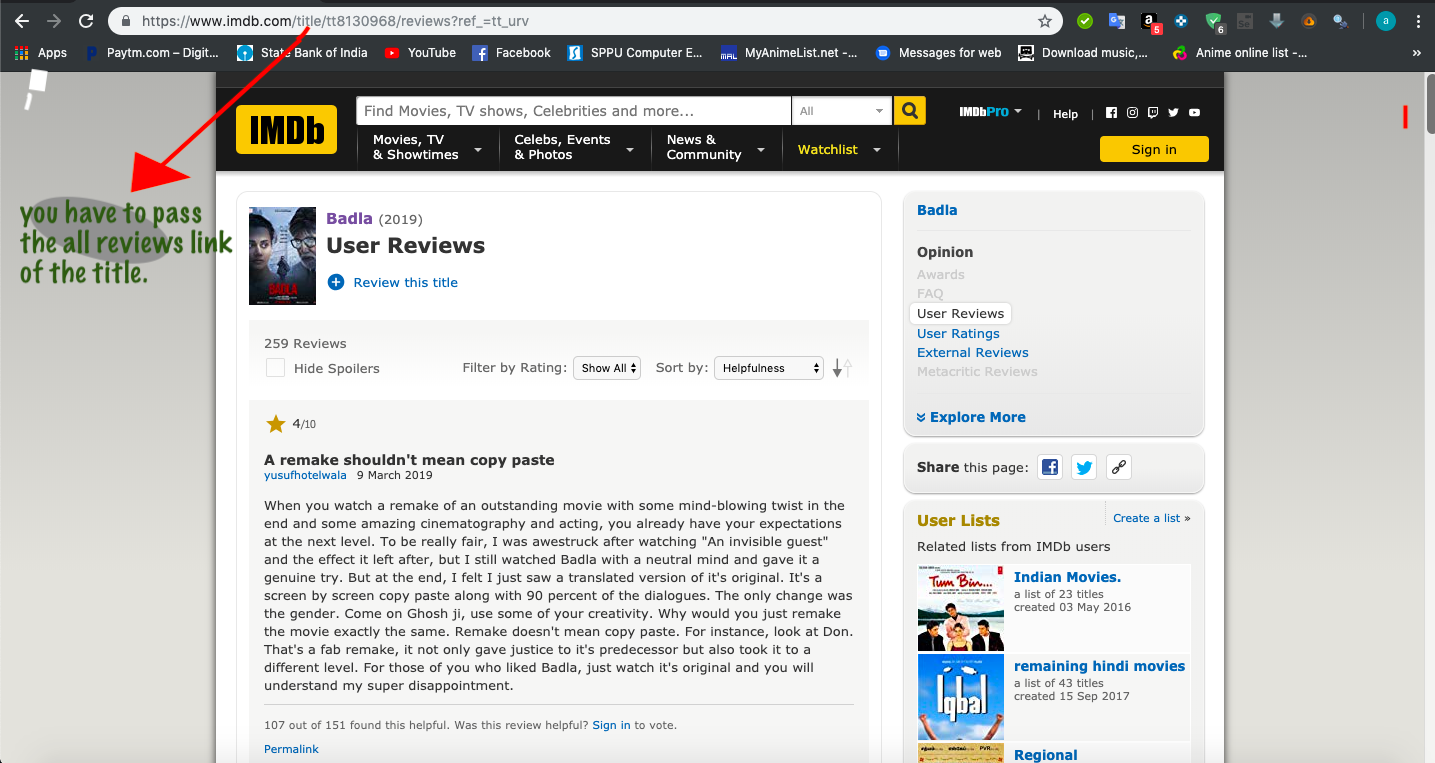 https://www.imdb.com/title/tt8130968/reviews?ref_=tt_urv
5
6
a
Apps
Paytm.com – Digit...
State Bank of India
YouTube
Facebook
SPPU Computer E...
MAL
MyAnimeList.net -...
Messages for web
Download music,...
Anime online list -...
»
IMDb
Find Movies, TV shows, Celebrities and more...
All
IMDbPro
|
Help
|
Movies, TV
& Showtimes
Celebs, Events
& Photos
News &
Community
Watchlist
Sign in
you have to pass
the all reviews link
of the title.
BADLA
Badla (2019)
User Reviews
Review this title
259 Reviews
Hide Spoilers
Filter by Rating: Show All
Sort by: Helpfulness
4/10
A remake shouldn't mean copy paste
yusufhotelwala 9 March 2019
When you watch a remake of an outstanding movie with some mind-blowing twist in the
end and some amazing cinematography and acting, you already have your expectations
at the next level. To be really fair, I was awestruck after watching "An invisible guest"
and the effect it left after, but I still watched Badla with a neutral mind and gave it a
genuine try. But at the end, I felt I just saw a translated version of it's original. It's a
screen by screen copy paste along with 90 percent of the dialogues. The only change was
the gender. Come on Ghosh ji, use some of your creativity. Why would you just remake
the movie exactly the same. Remake doesn't mean copy paste. For instance, look at Don.
That's a fab remake, it not only gave justice to it's predecessor but also took it to a
different level. For those of you who liked Badla, just watch it's original and you will
understand my super disappointment.
107 out of 151 found this helpful. Was this review helpful? Sign in to vote.
Permalink
Badla
Opinion
Awards
FAQ
User Reviews
User Ratings
External Reviews
Metacritic Reviews
Explore More
Share this page:
User Lists
Create a list »
Related lists from IMDb users
Tum Bin...
Indian Movies.
a list of 23 titles
created 03 May 2016
Iqbal
remaining hindi movies
a list of 43 titles
created 15 Sep 2017
PVR
Regional